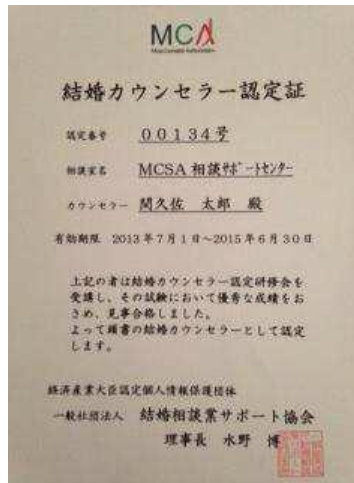 MCA
結婚カウンセラー認定証
認定番号 00134号
相談室名 MCSA 相談ｻﾎﾟｰﾄｾﾝﾀｰ
カウンセラー 関久佐 太郎 殿
有効期限 2013年7月1日～2015年6月30日
上記の者は結婚カウンセラー認定研修会を
受講し、その試験において優秀な成績をお
さめ、見事合格しました。
よって頭書の結婚カウンセラーとして認定
します。
経済産業大臣認定個人情報保護団体
一般社団法人 結婚相談業サポート協会
理事長 水野 博